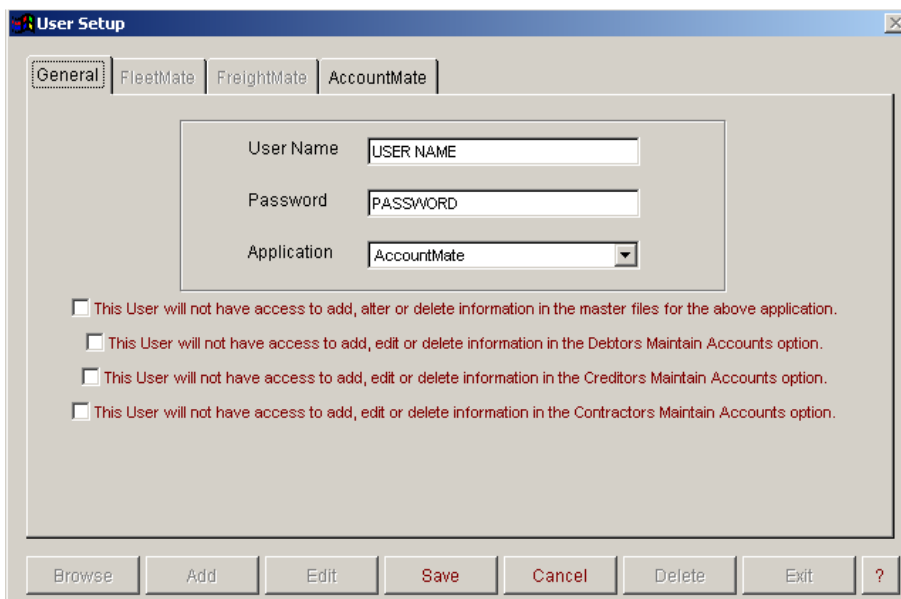 User Setup
General FleetMate FreightMate AccountMate
User Name USER NAME
Password PASSWORD
Application AccountMate
This User will not have access to add, alter or delete information in the master files for the above application.
This User will not have access to add, edit or delete information in the Debtors Maintain Accounts option.
This User will not have access to add, edit or delete information in the Creditors Maintain Accounts option.
This User will not have access to add, edit or delete information in the Contractors Maintain Accounts option.
Browse Add Edit Save Cancel Delete Exit ?